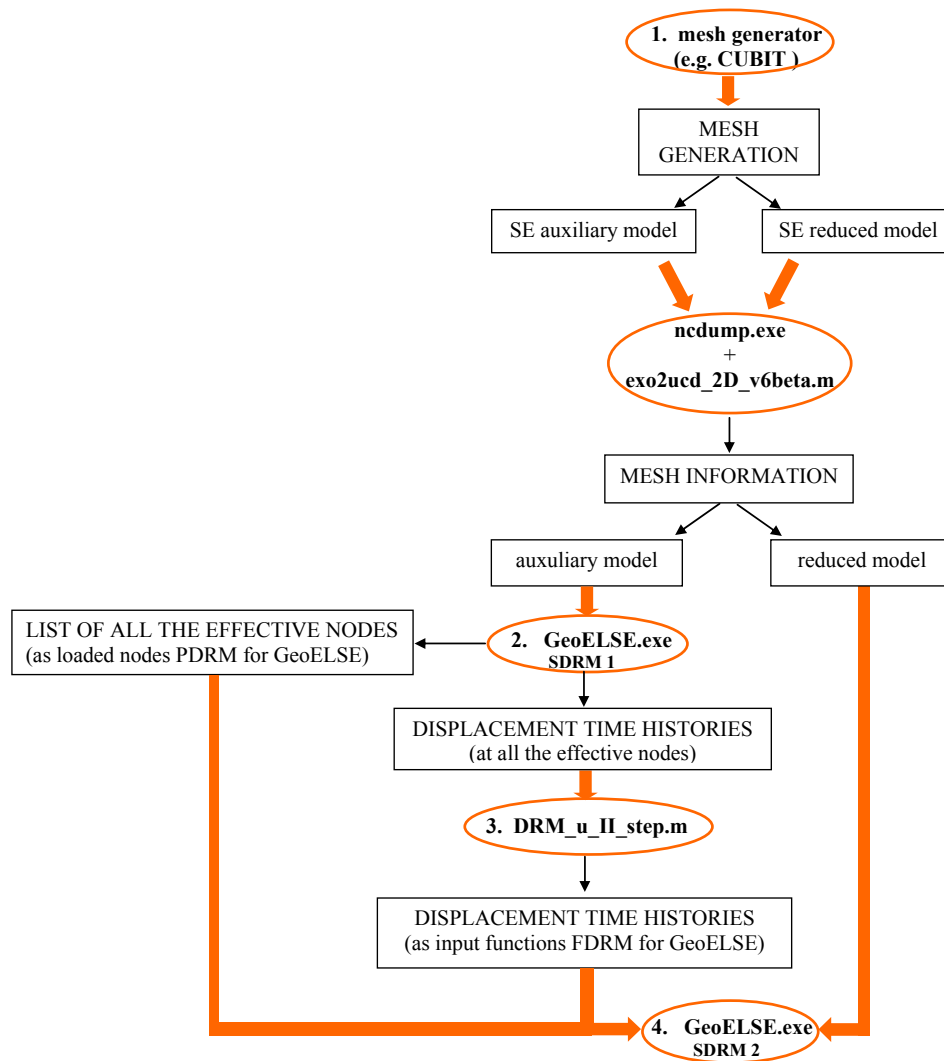 1. mesh generator
(e.g. CUBIT )
MESH
GENERATION
SE auxiliary model
SE reduced model
ncdump.exe
+
exo2ucd_2D_v6beta.m
MESH INFORMATION
auxuliary model
reduced model
LIST OF ALL THE EFFECTIVE NODES
(as loaded nodes PDRM for GeoELSE)
2. GeoELSE.exe
SDRM 1
DISPLACEMENT TIME HISTORIES
(at all the effective nodes)
3. DRM_u_II_step.m
DISPLACEMENT TIME HISTORIES
(as input functions FDRM for GeoELSE)
4. GeoELSE.exe
SDRM 2